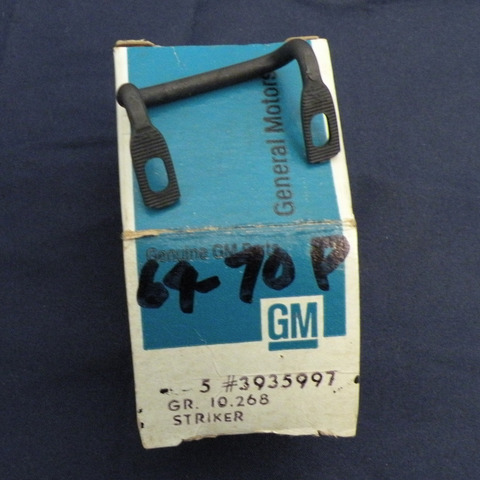 General Motors
Genuine GM Parts
64-70 P
GM
5 #3935997
GR. 10.268
STRIKER